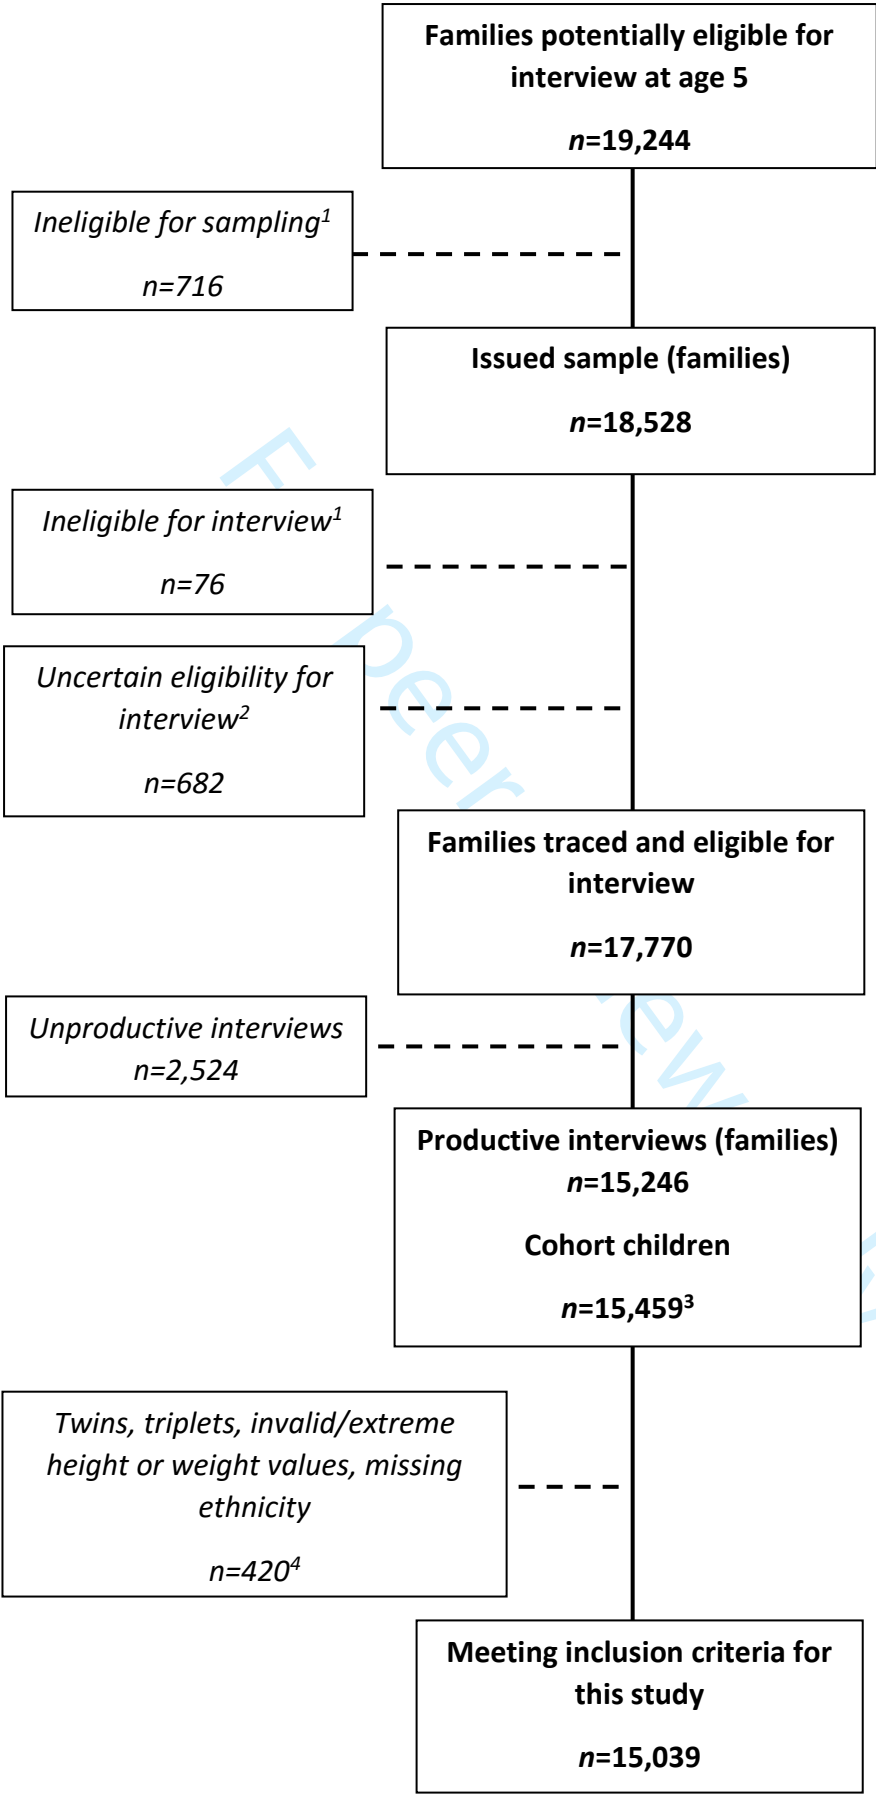 Families potentially eligible for
interview at age 5
n=19,244
Ineligible for sampling1
n=716
Issued sample (families)
n=18,528
Ineligible for interview1
n=76
Uncertain eligibility for
interview2
n=682
Families traced and eligible for
interview
n=17,770
Unproductive interviews
n=2,524
Productive interviews (families)
n=15,246
Cohort children
n=15,4593
Twins, triplets, invalid/extreme
height or weight values, missing
ethnicity
n=4204
Meeting inclusion criteria for
this study
n=15,039